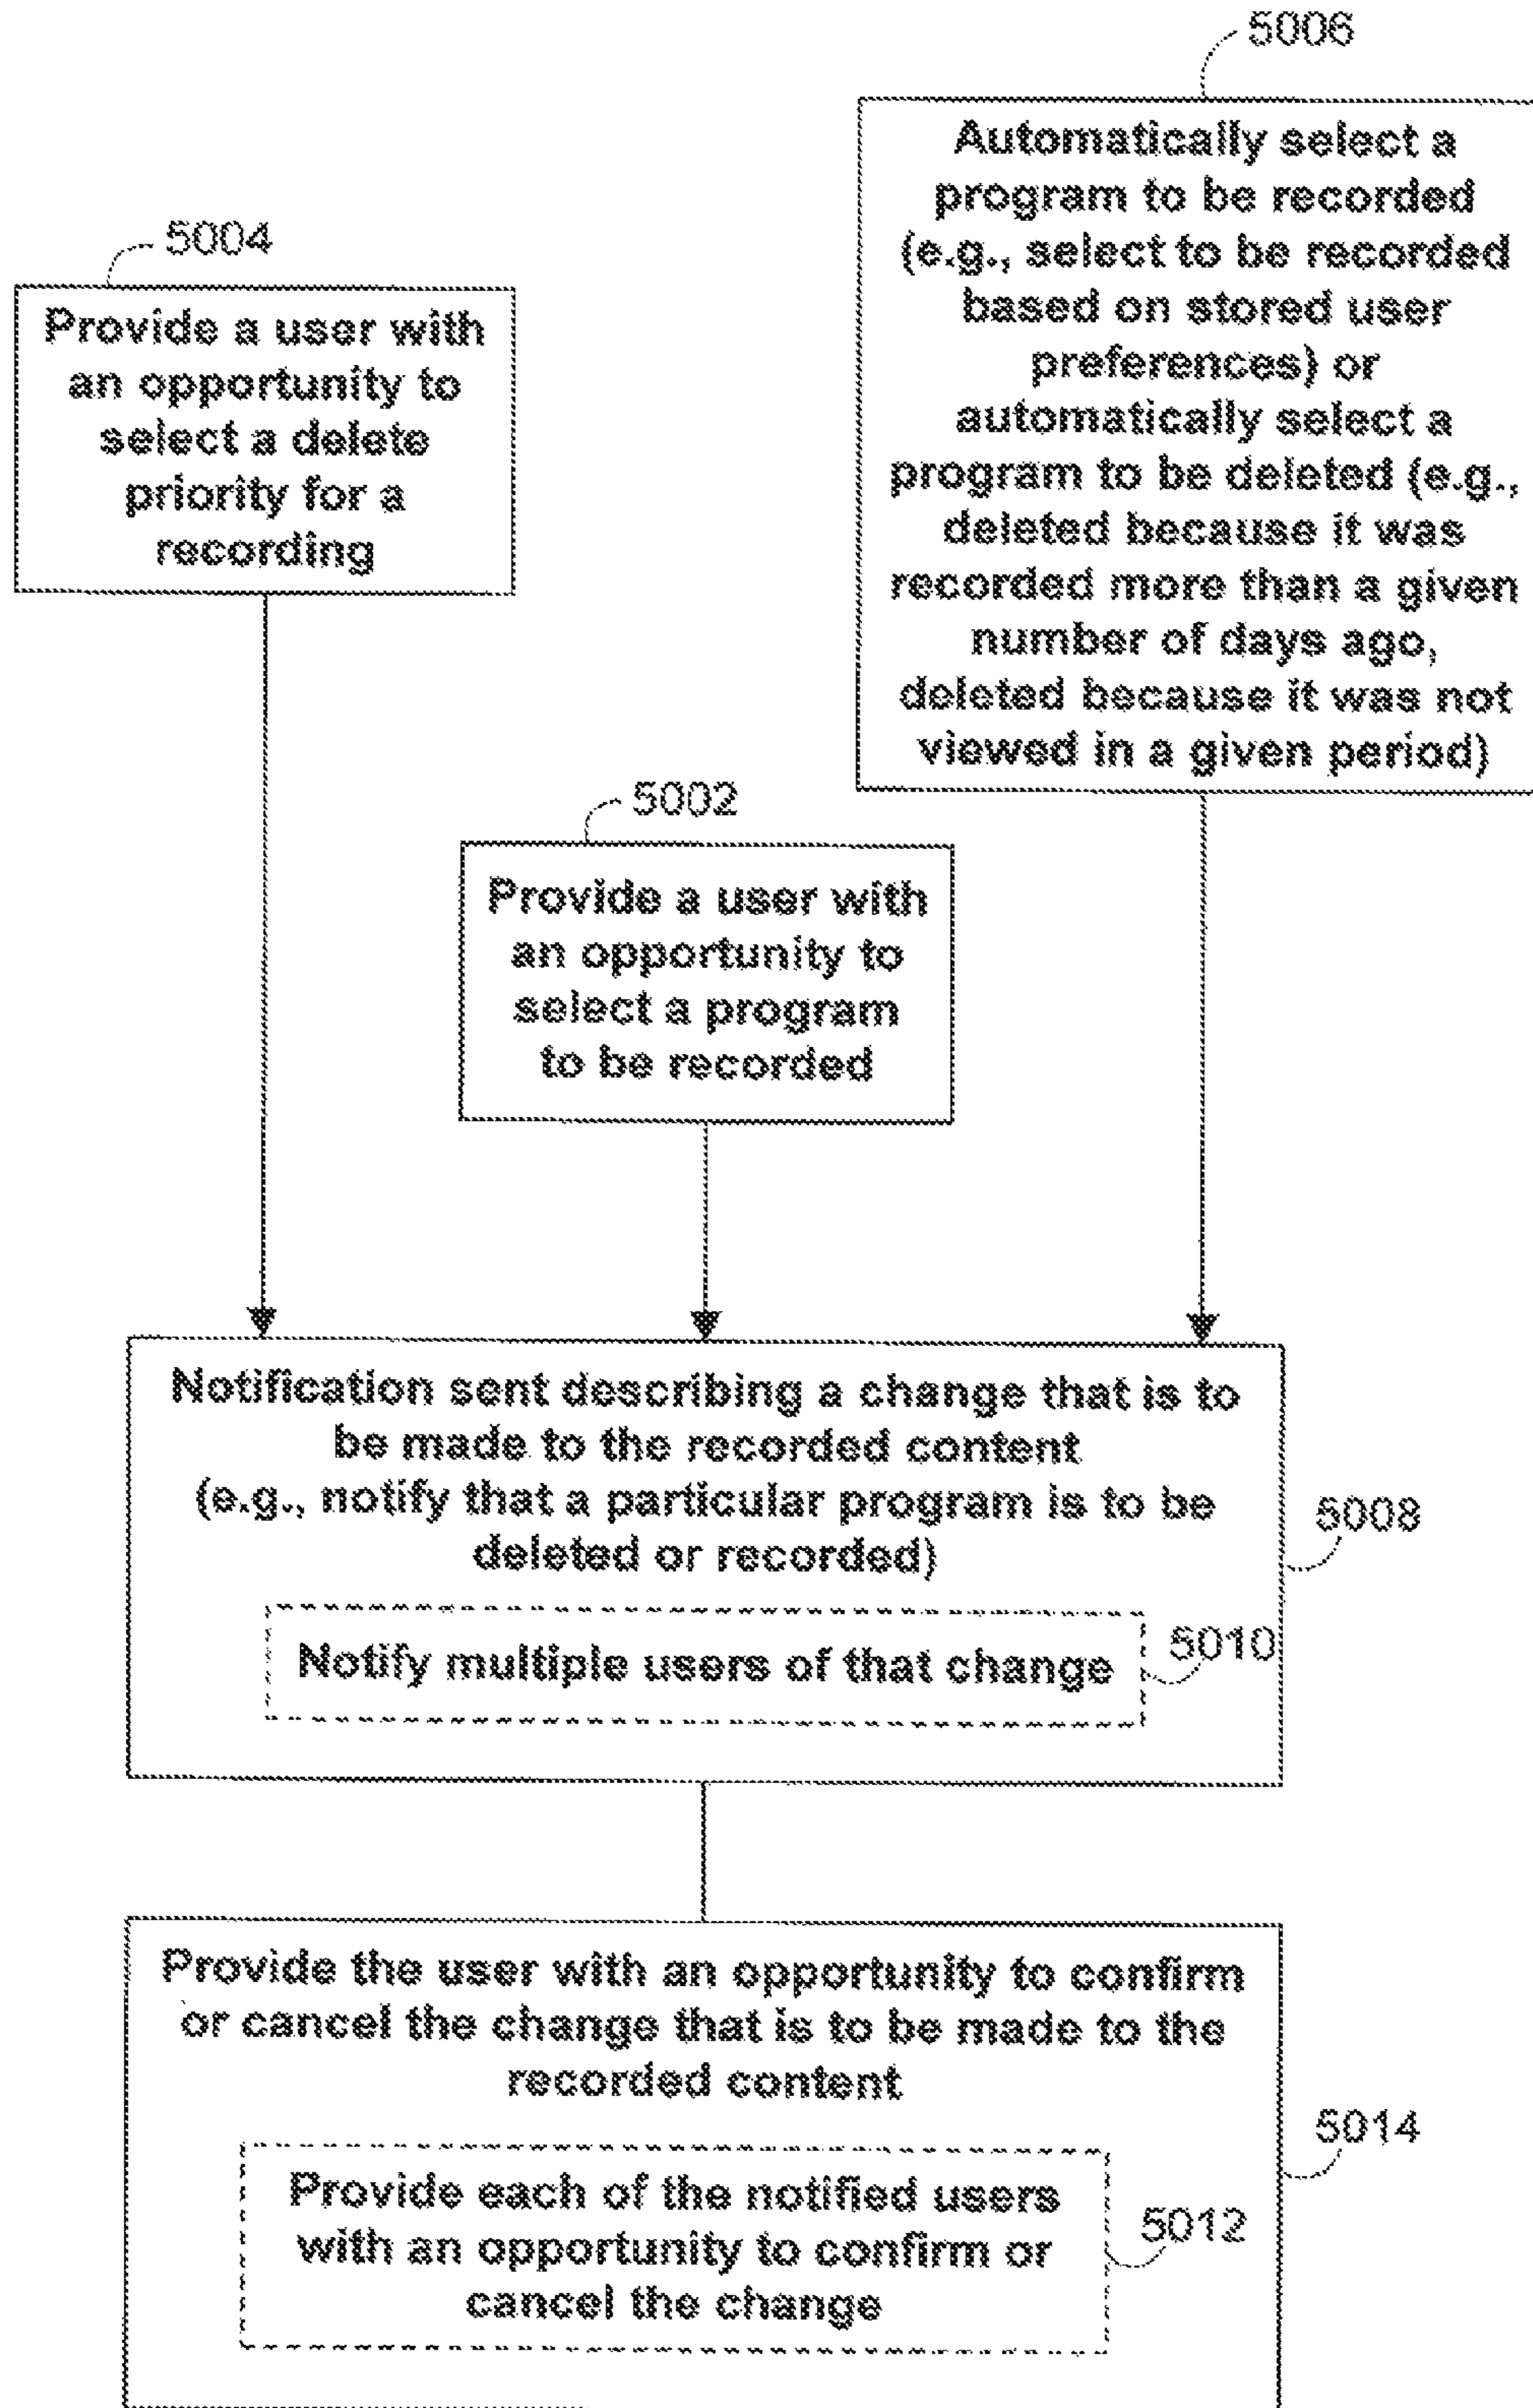 5006
Automatically select a
program to be recorded
(e.g., select to be recorded
based on stored user
preferences) or
automatically select a
program to be deleted (e.g.,
deleted because it was
recorded more than a given
number of days ago,
deleted because it was not
viewed in a given period)
5004
Provide a user with
an opportunity to
select a delete
priority for a
recording
5002
Provide a user with
an opportunity to
select a program
to be recorded
Notification sent describing a change that is to
be made to the recorded content
(e.g., notify that a particular program is to be
deleted or recorded)
5008
Notify multiple users of that change
5010
Provide the user with an opportunity to confirm
or cancel the change that is to be made to the
recorded content
5014
Provide each of the notified users
with an opportunity to confirm or
cancel the change
5012